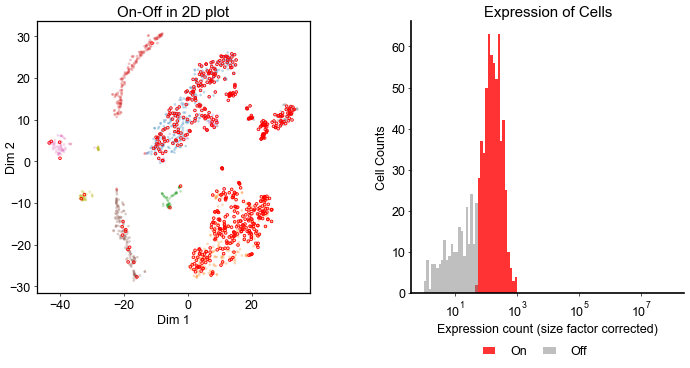 On-Off in 2D plot
30
20
10
0
−10
−20
−30
−40 −20 0 20
Dim 2
Dim 1
Expression of Cells
60
50
40
30
20
10
0
10^1 10^3 10^5 10^7
Cell Counts
Expression count (size factor corrected)
On Off